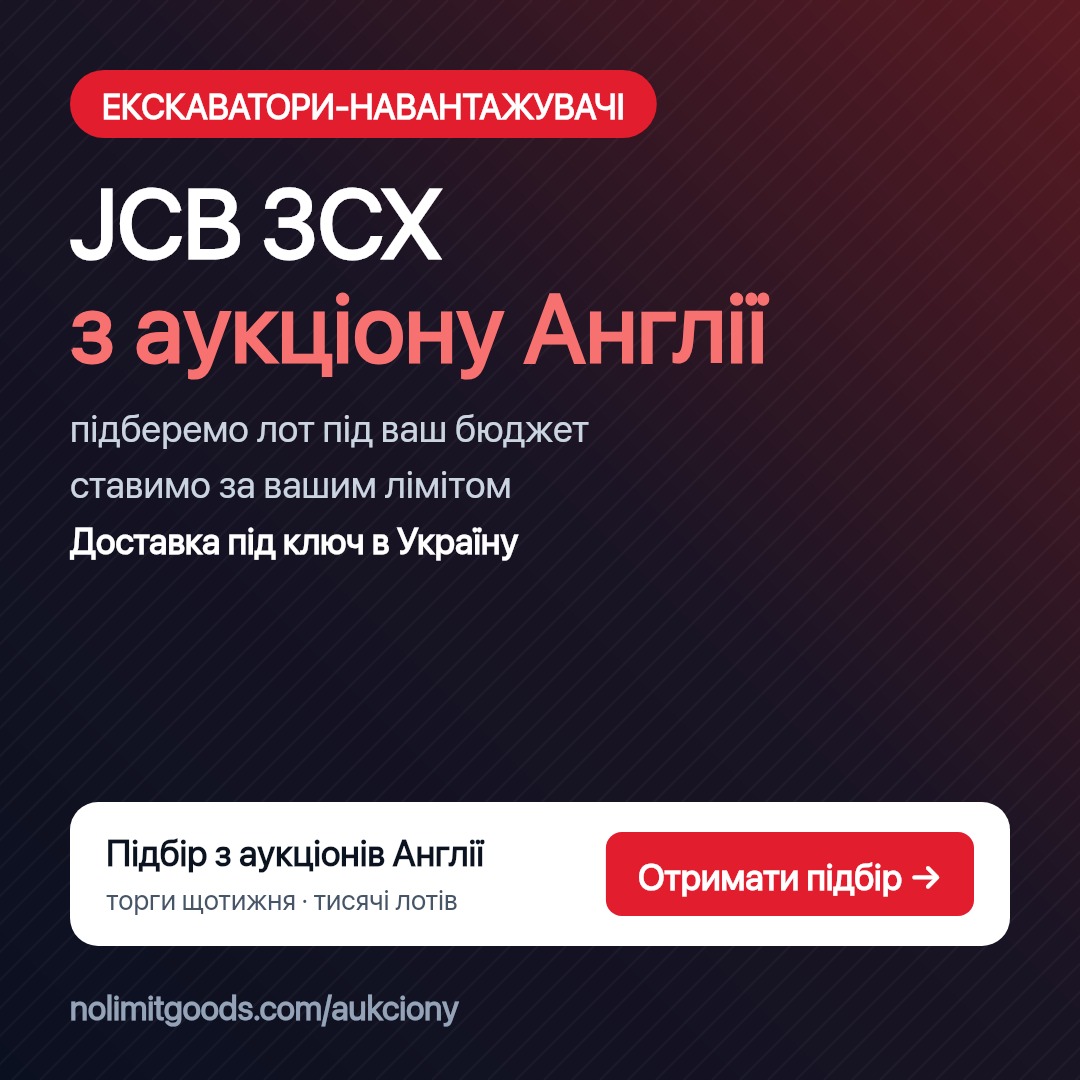 ЕКСКАВАТОРИ-НАВАНТАЖУВАЧІ
JCB 3CX
з аукціону Англії
підберемо лот під ваш бюджет
ставимо за вашим лімітом
Доставка під ключ в Україну
Підбір з аукціонів Англії
торги щотижня · тисячі лотів
Отримати підбір →
nolimitgoods.com/aukciony